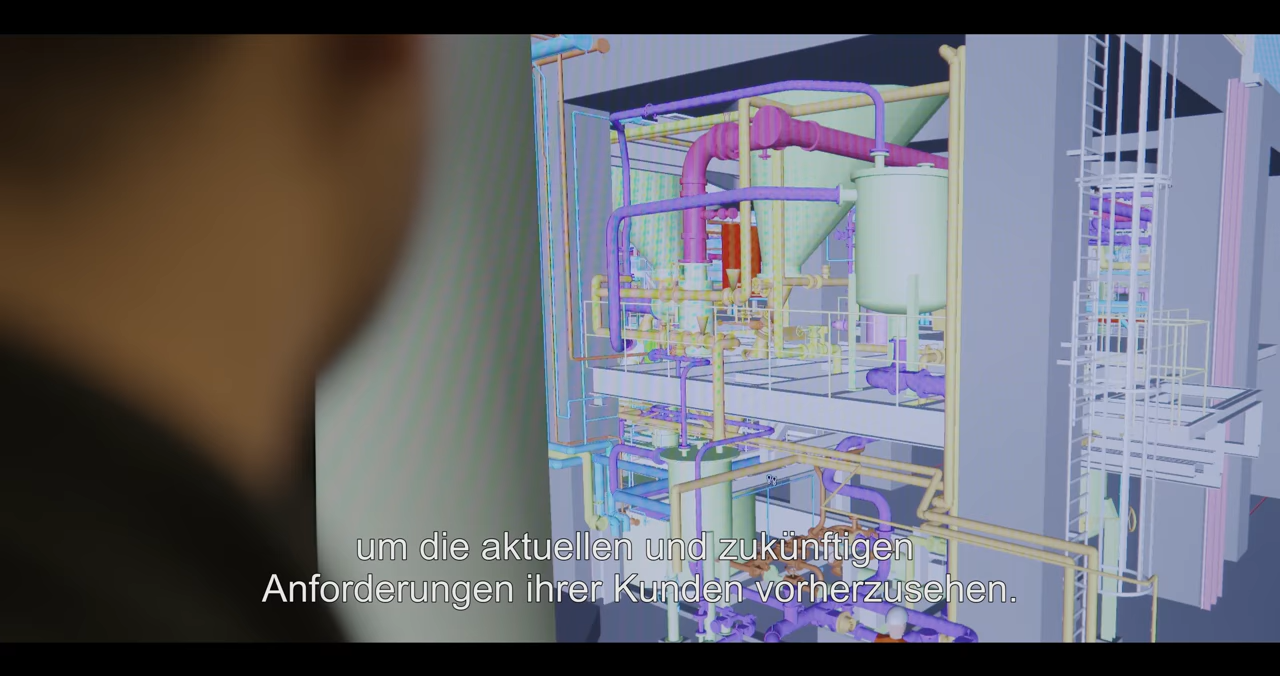 um die aktuellen und zukünftigen
Anforderungen ihrer Kunden vorherzusehen.